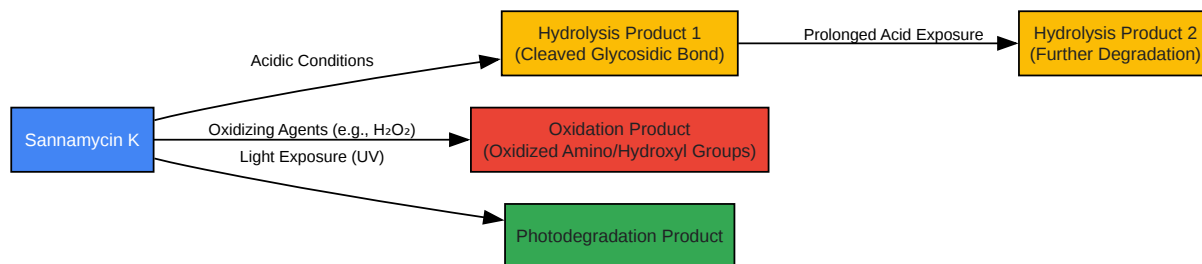 Hydrolysis Product 1
(Cleaved Glycosidic Bond)
Prolonged Acid Exposure
Hydrolysis Product 2
(Further Degradation)
Acidic Conditions
Sannamycin K
Oxidizing Agents (e.g., H₂O₂)
Oxidation Product
(Oxidized Amino/Hydroxyl Groups)
Light Exposure (UV)
Photodegradation Product